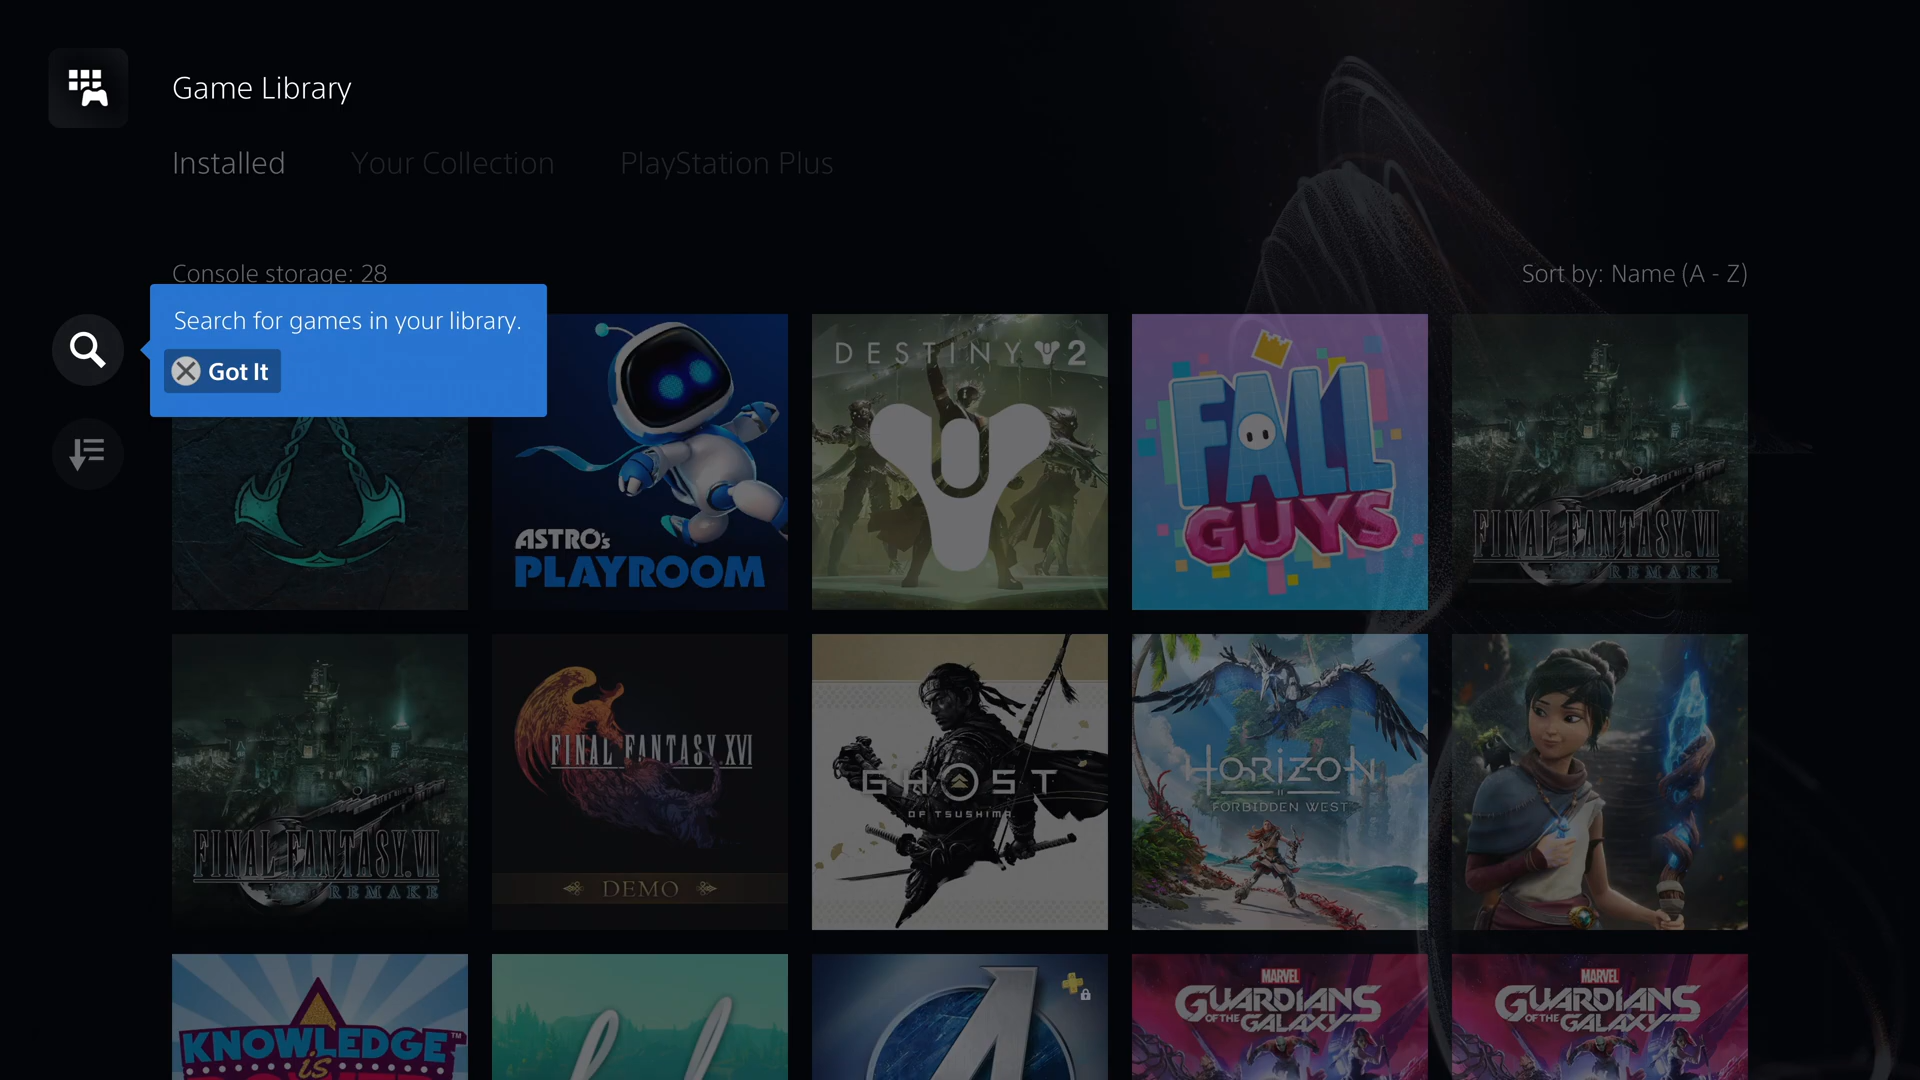 Game Library
Installed
Your Collection
PlayStation Plus
Console storage: 28
Sort by: Name (A - Z)
Search for games in your library.
Got It
ASTRO's
PLAYROOM
DESTINY 2
FALL
GUYS
FINAL FANTASY VII
REMAKE
FINAL FANTASY VII
REMAKE
FINAL FANTASY XVI
DEMO
GHOST
OF TSUSHIMA
HORIZON
II
FORBIDDEN WEST
KNOWLEDGE™
is
MARVEL
GUARDIANS
OF THE GALAXY
MARVEL
GUARDIANS
OF THE GALAXY